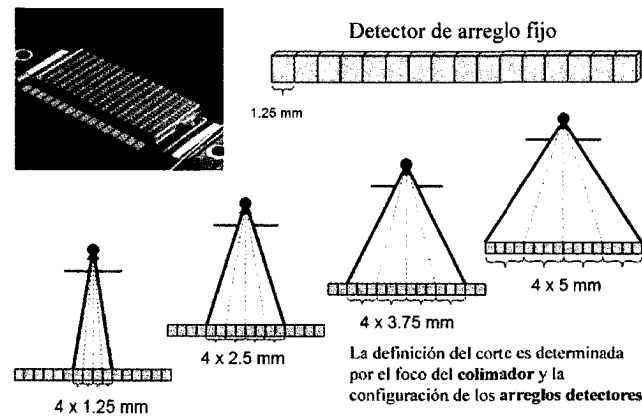 Detector de arreglo fijo
1.25 mm
4 x 5 mm
4 x 3.75 mm
4 x 2.5 mm
4 x 1.25 mm
La definición del corte es determinada
por el foco del colimador y la
configuración de los arreglos detectores